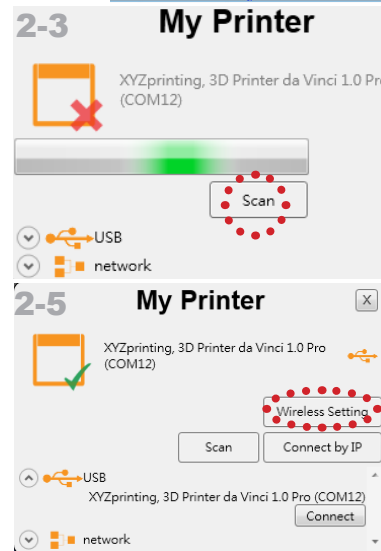 2-3
My Printer
XYZprinting, 3D Printer da Vinci 1.0 Pr
(COM12)
Scan
USB
network
2-5
My Printer
X
XYZprinting, 3D Printer da Vinci 1.0 Pro
(COM12)
Wireless Setting
Scan
Connect by IP
USB
XYZprinting, 3D Printer da Vinci 1.0 Pro (COM12)
Connect
network